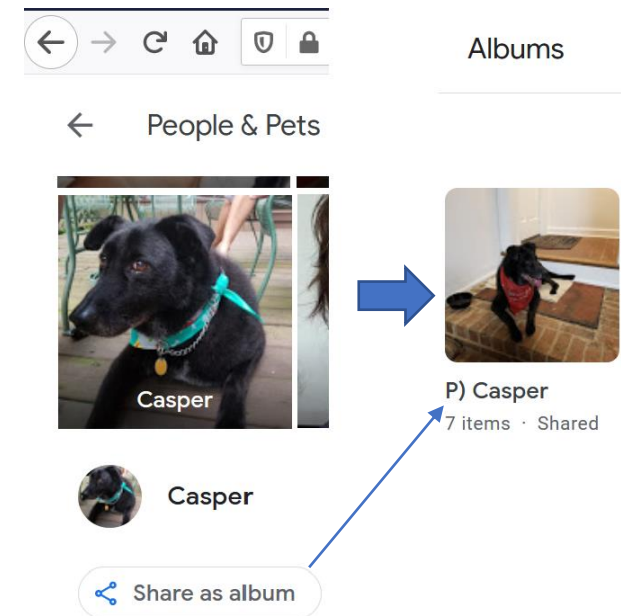 People & Pets
Casper
Casper
Share as album
Albums
P) Casper
7 items · Shared